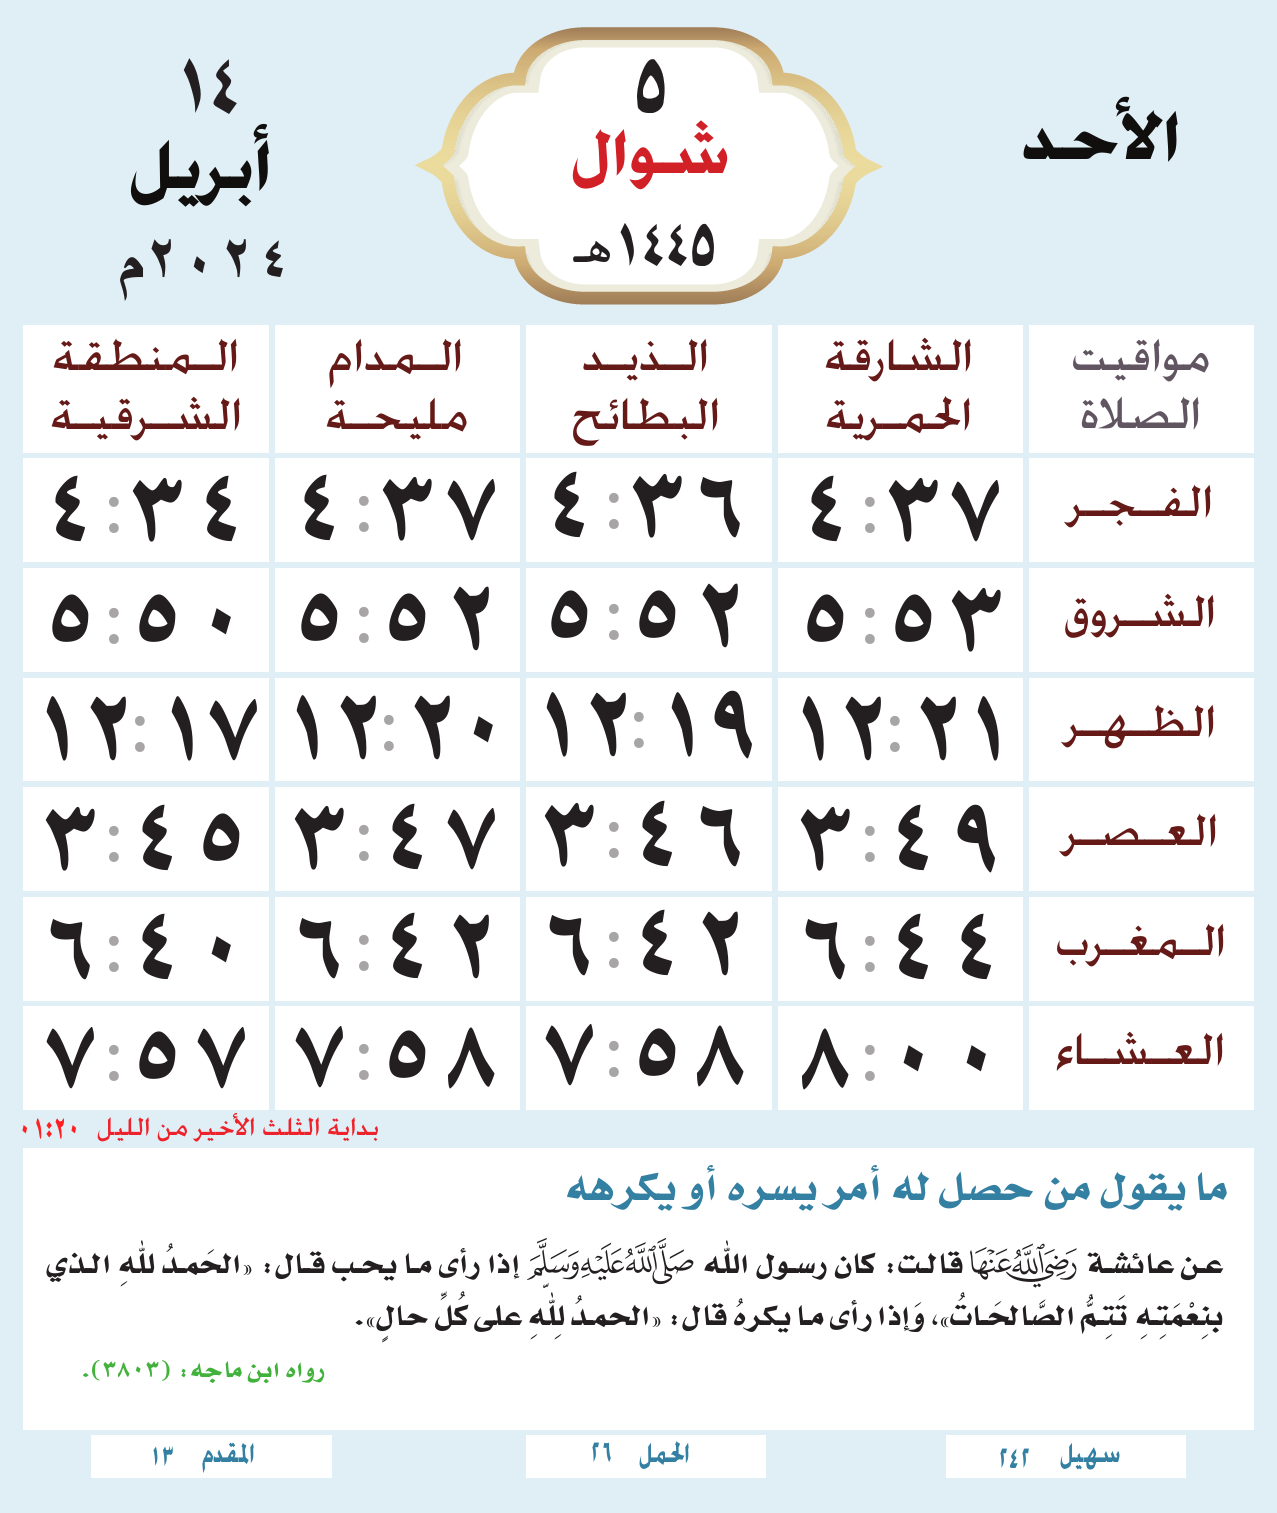 الأحد
٥
شوال
١٤٤٥هـ
١٤
أبريل
٢٠٢٤م
مواقيت الصلاة
الشارقة الحمرية
الذيد البطائح
المدام مليحة
المنطقة الشرقية
الفجر ٤:٣٧ ٤:٣٦ ٤:٣٧ ٤:٣٤
الشروق ٥:٥٣ ٥:٥٢ ٥:٥٢ ٥:٥٠
الظهر ١٢:٢١ ١٢:١٩ ١٢:٢٠ ١٢:١٧
العصر ٣:٤٩ ٣:٤٦ ٣:٤٧ ٣:٤٥
المغرب ٦:٤٤ ٦:٤٢ ٦:٤٢ ٦:٤٠
العشاء ٨:٠٠ ٧:٥٨ ٧:٥٨ ٧:٥٧
بداية الثلث الأخير من الليل ٠١:٢٠
ما يقول من حصل له أمر يسره أو يكرهه
عن عائشة رَضِيَ اللَّهُ عَنْهَا قالت: كان رسول الله صَلَّى اللَّهُ عَلَيْهِ وَسَلَّمَ إذا رأى ما يحب قال: «الحَمدُ للهِ الذي
بنِعْمَتِهِ تَتِمُّ الصَّالحَاتُ»، وَإذا رأى ما يكرهُ قال: «الحمدُ لِلّهِ على كُلِّ حالٍ».
رواه ابن ماجه: (٣٨٠٣).
سهيل ٢٤٢
الحمل ٢٦
المقدم ١٣